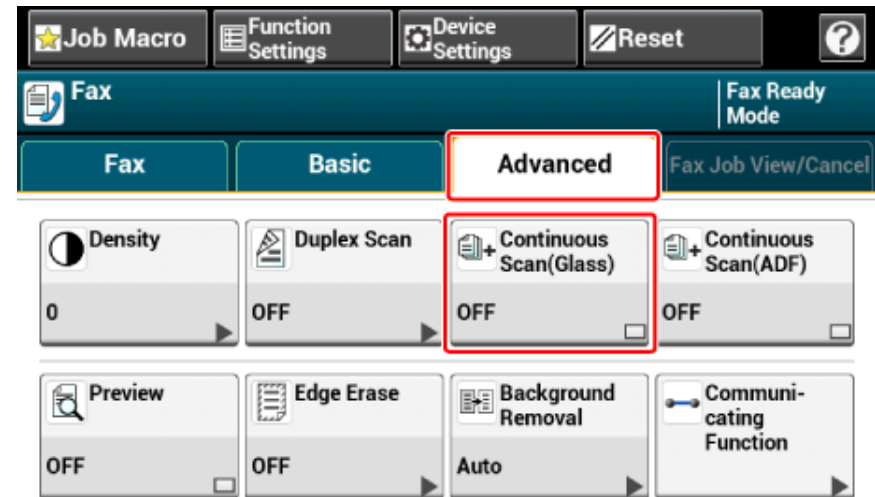 Job Macro
Function
Settings
Device
Settings
Reset
?
Fax
Fax Ready
Mode
Fax
Basic
Advanced
Fax Job View/Cancel
Density
0
Duplex Scan
OFF
Continuous
Scan(Glass)
OFF
Continuous
Scan(ADF)
OFF
Preview
OFF
Edge Erase
OFF
Background
Removal
Auto
Communi-
cating
Function